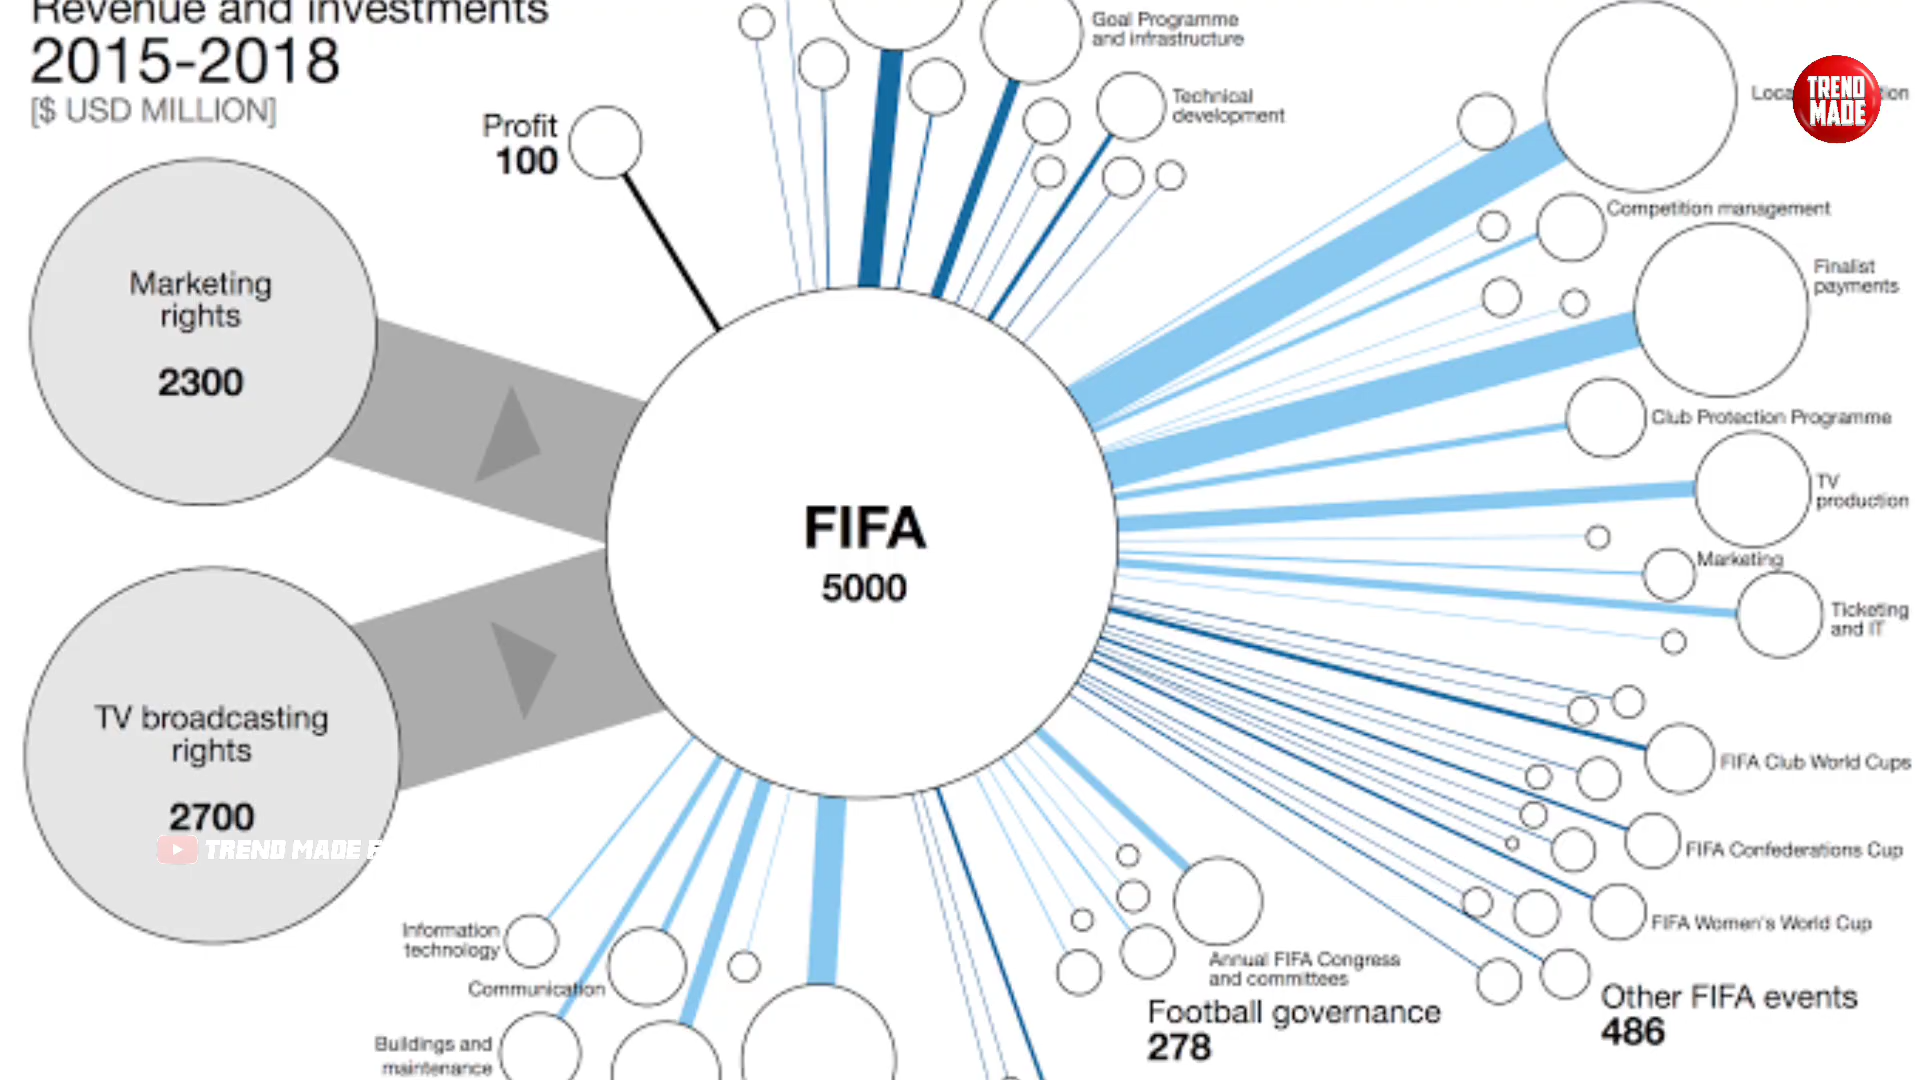 Revenue and investments
2015-2018
[$ USD MILLION]
Profit
100
Goal Programme
and infrastructure
Technical
development
TREND
MADE
Competition management
Finalist
payments
Marketing
rights
2300
Club Protection Programme
TV
production
FIFA
5000
Marketing
Ticketing
and IT
TV broadcasting
rights
2700
TREND MADE
FIFA Club World Cups
FIFA Confederations Cup
FIFA Women's World Cup
Information
technology
Communication
Annual FIFA Congress
and committees
Football governance
278
Other FIFA events
486
Buildings and
maintenance